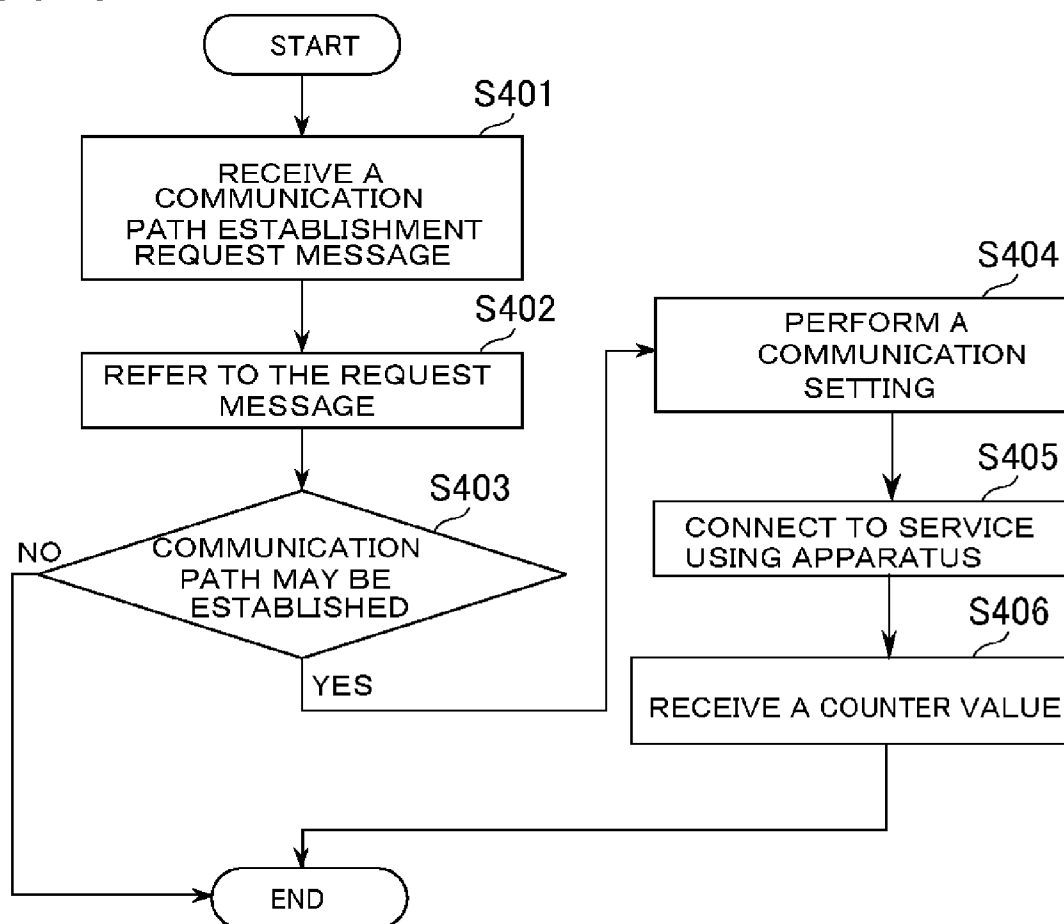 START
S401
RECEIVE A
COMMUNICATION
PATH ESTABLISHMENT
REQUEST MESSAGE
S402
REFER TO THE REQUEST
MESSAGE
S403
COMMUNICATION
PATH MAY BE
ESTABLISHED
NO
YES
S404
PERFORM A
COMMUNICATION
SETTING
S405
CONNECT TO SERVICE
USING APPARATUS
S406
RECEIVE A COUNTER VALUE
END